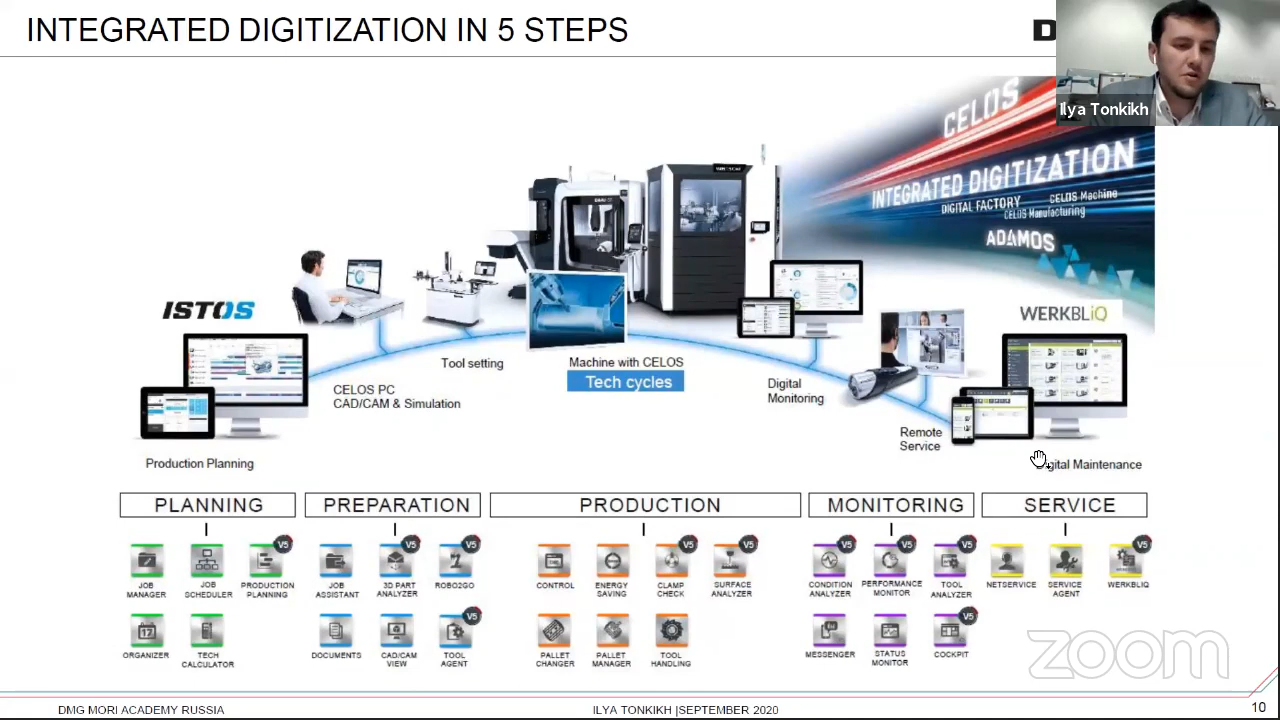 INTEGRATED DIGITIZATION IN 5 STEPS
D
Ilya Tonkikh
CELOS
INTEGRATED DIGITIZATION
DIGITAL FACTORY
CELOS Machine
CELOS Manufacturing
ADAMOS
ISTOS
WERKBLiQ
Tool setting
Machine with CELOS
Tech cycles
CELOS PC
CAD/CAM & Simulation
Digital
Monitoring
Remote
Service
Production Planning
Digital Maintenance
PLANNING
PREPARATION
PRODUCTION
MONITORING
SERVICE
V5
V5
V5
V5
V5
V5
V5
V5
V5
JOB
MANAGER
JOB
SCHEDULER
PRODUCTION
PLANNING
JOB
ASSISTANT
3D PART
ANALYZER
ROBO2GO
CONTROL
ENERGY
SAVING
CLAMP
CHECK
SURFACE
ANALYZER
CONDITION
ANALYZER
PERFORMANCE
MONITOR
TOOL
ANALYZER
NETSERVICE
SERVICE
AGENT
WERKBLIQ
V5
V5
17
ORGANIZER
TECH
CALCULATOR
DOCUMENTS
CAD/CAM
VIEW
TOOL
AGENT
PALLET
CHANGER
PALLET
MANAGER
TOOL
HANDLING
MESSENGER
STATUS
MONITOR
COCKPIT
zoom
DMG MORI ACADEMY RUSSIA
ILYA TONKIKH |SEPTEMBER 2020
10